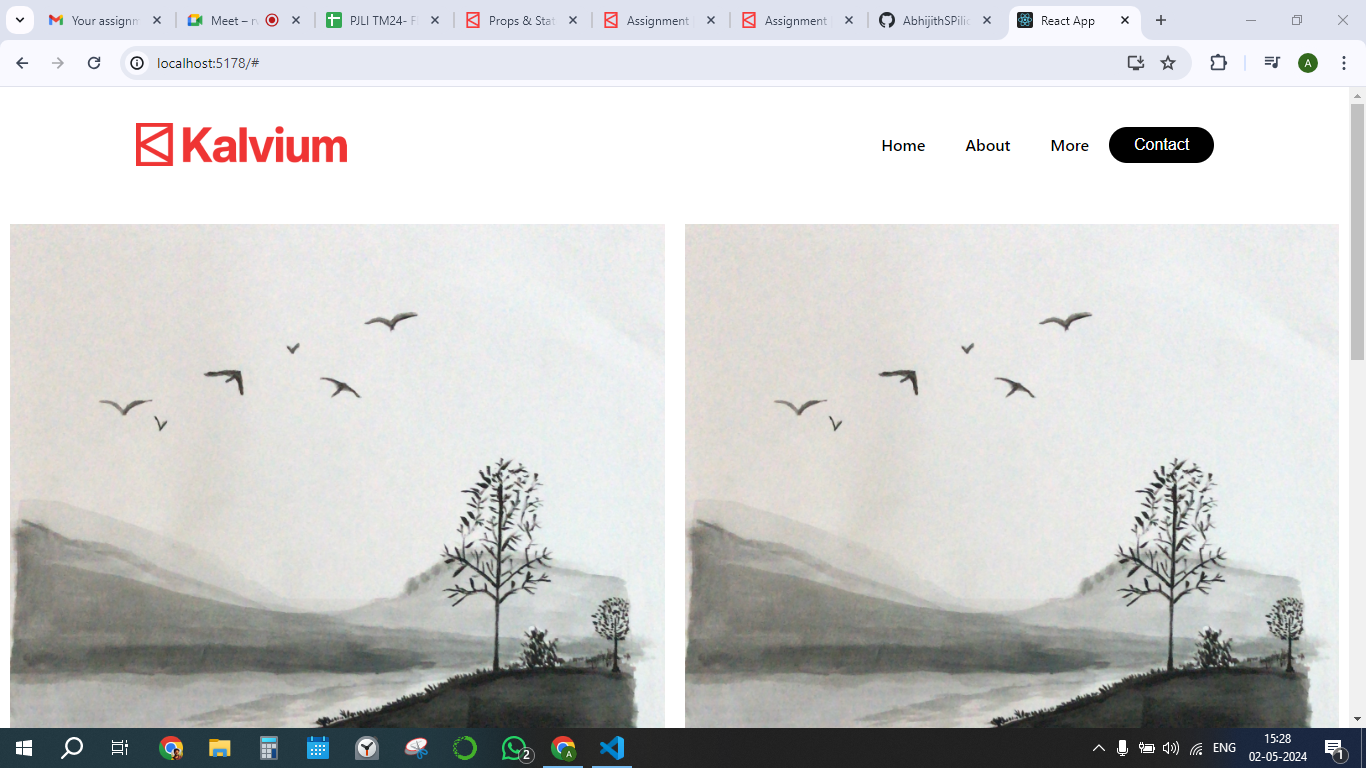 Your assignm
Meet – r
PJLI TM24- F
Props & Stat
Assignment
Assignment
AbhijithSPilic
React App
localhost:5178/#
A
Kalvium
Home
About
More
Contact
2
A
ENG
15:28
02-05-2024
1